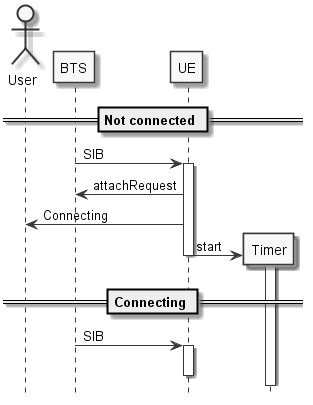 User
BTS
UE
Not connected
SIB
attachRequest
Connecting
start
Timer
Connecting
SIB